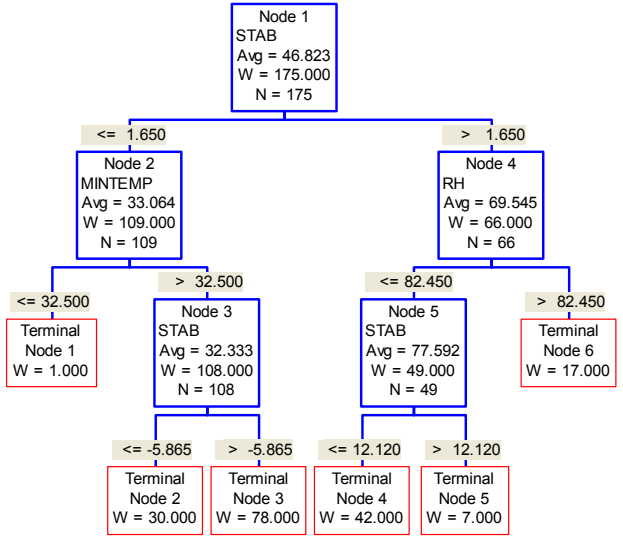 Node 1
STAB
Avg = 46.823
W = 175.000
N = 175
<= 1.650
> 1.650
Node 2
MINTEMP
Avg = 33.064
W = 109.000
N = 109
Node 4
RH
Avg = 69.545
W = 66.000
N = 66
<= 32.500
> 32.500
<= 82.450
> 82.450
Terminal
Node 1
W = 1.000
Node 3
STAB
Avg = 32.333
W = 108.000
N = 108
Node 5
STAB
Avg = 77.592
W = 49.000
N = 49
Terminal
Node 6
W = 17.000
<= -5.865
> -5.865
<= 12.120
> 12.120
Terminal
Node 2
W = 30.000
Terminal
Node 3
W = 78.000
Terminal
Node 4
W = 42.000
Terminal
Node 5
W = 7.000